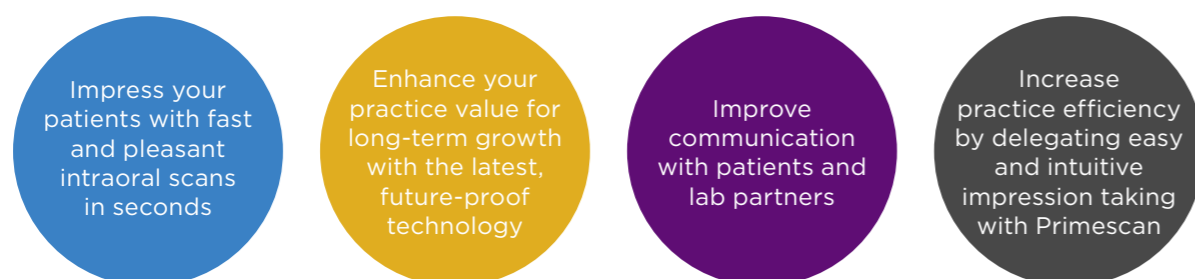 Impress your
patients with fast
and pleasant
intraoral scans
in seconds
Enhance your
practice value for
long-term growth
with the latest,
future-proof
technology
Improve
communication
with patients and
lab partners
Increase
practice efficiency
by delegating easy
and intuitive
impression taking
with Primescan